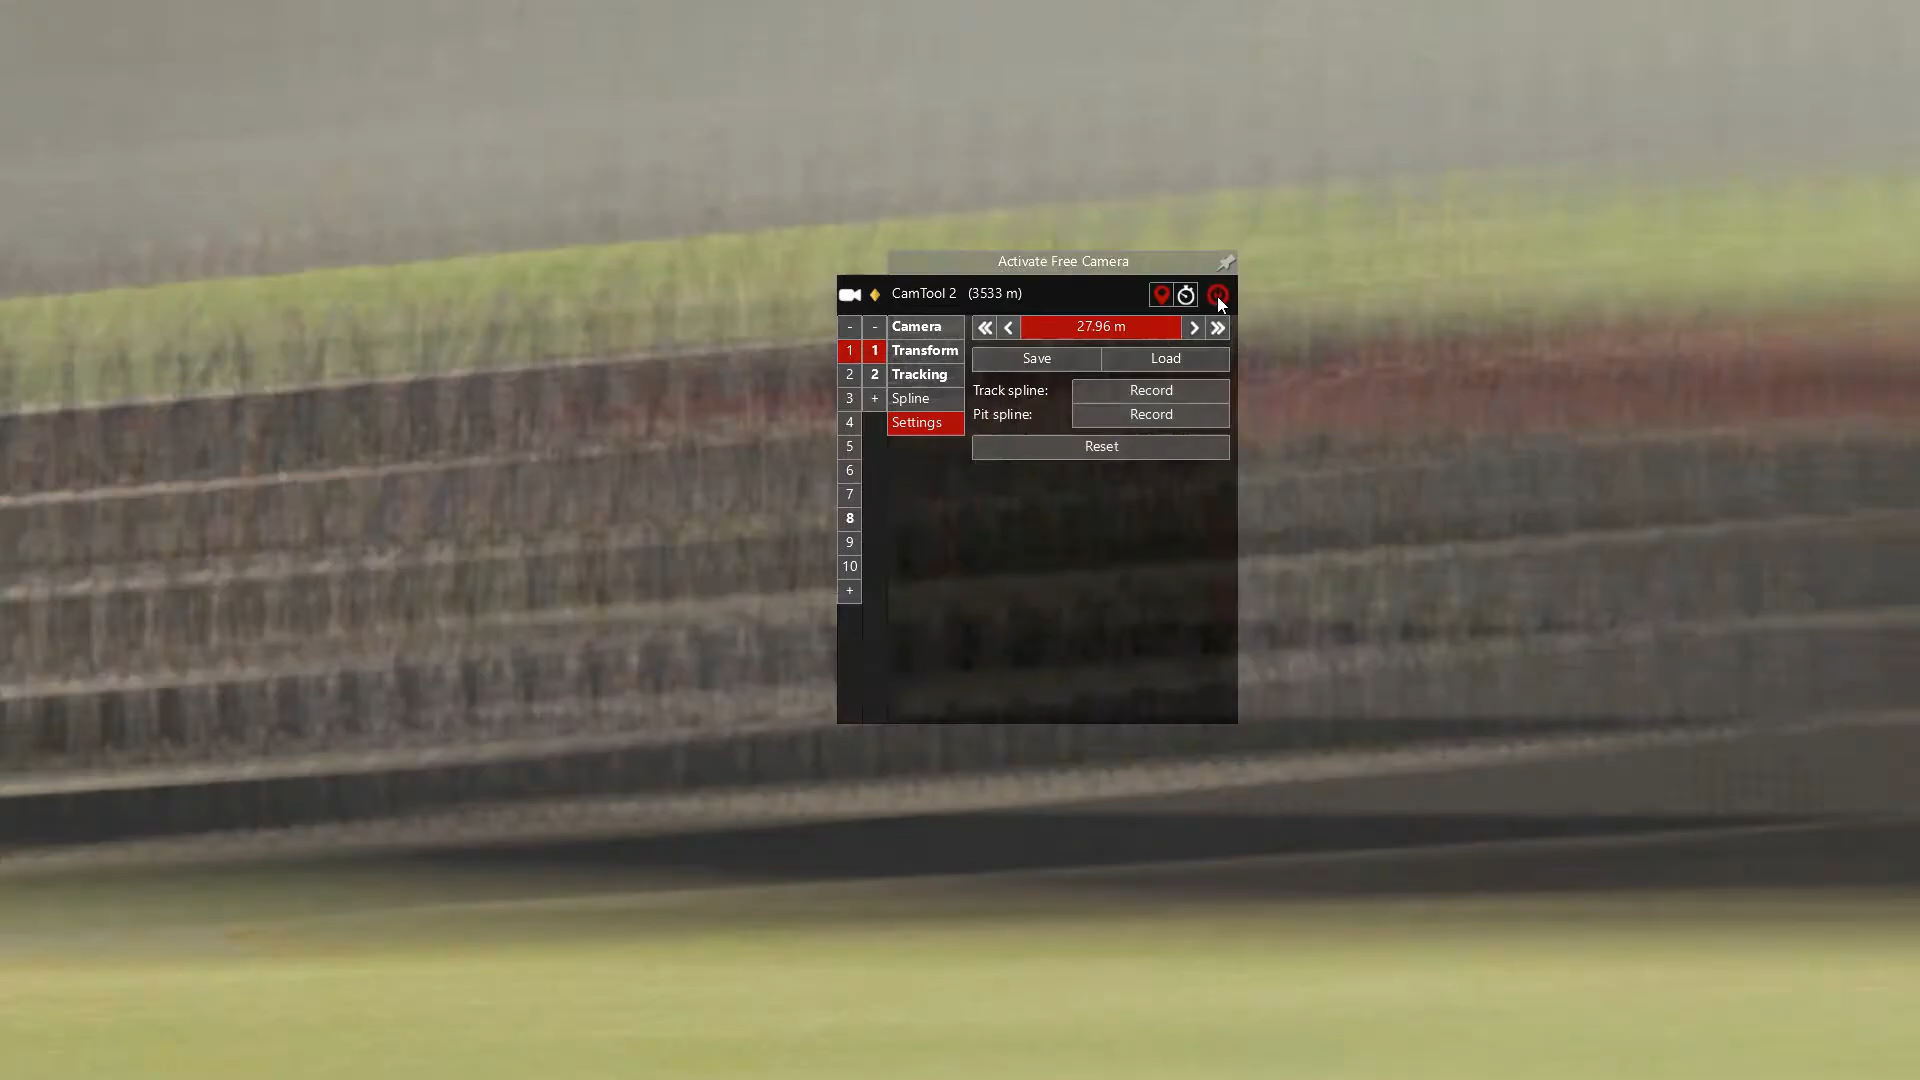 Activate Free Camera
CamTool 2 (3533 m)
- - Camera 27.96 m
1 1 Transform Save Load
2 2 Tracking
3 + Spline Track spline: Record
4 Settings Pit spline: Record
5 Reset
6
7
8
9
10
+